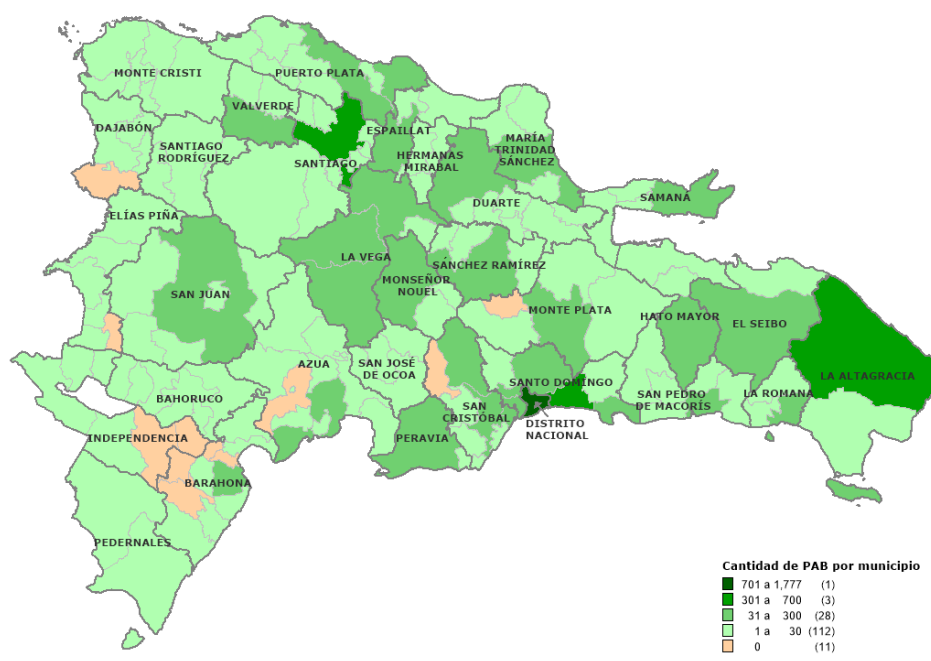 MONTE CRISTI
PUERTO PLATA
VALVERDE
DAJABÓN
ESPAILLAT
SANTIAGO
RODRÍGUEZ
MARÍA
TRINIDAD
SÁNCHEZ
HERMANAS
MIRABAL
SANTIAGO
SAMANÁ
DUARTE
ELÍAS PIÑA
LA VEGA
SÁNCHEZ RAMÍREZ
MONSEÑOR
NOUEL
SAN JUAN
MONTE PLATA
HATO MAYOR
EL SEIBO
AZUA
SAN JOSÉ
DE OCOA
LA ALTAGRACIA
SANTO DOMINGO
BAHORUCO
SAN PEDRO
DE MACORÍS
LA ROMANA
SAN
CRISTÓBAL
DISTRITO
NACIONAL
INDEPENDENCIA
PERAVIA
BARAHONA
PEDERNALES
Cantidad de PAB por municipio
701 a 1,777 (1)
301 a 700 (3)
31 a 300 (28)
1 a 30 (112)
0 (11)